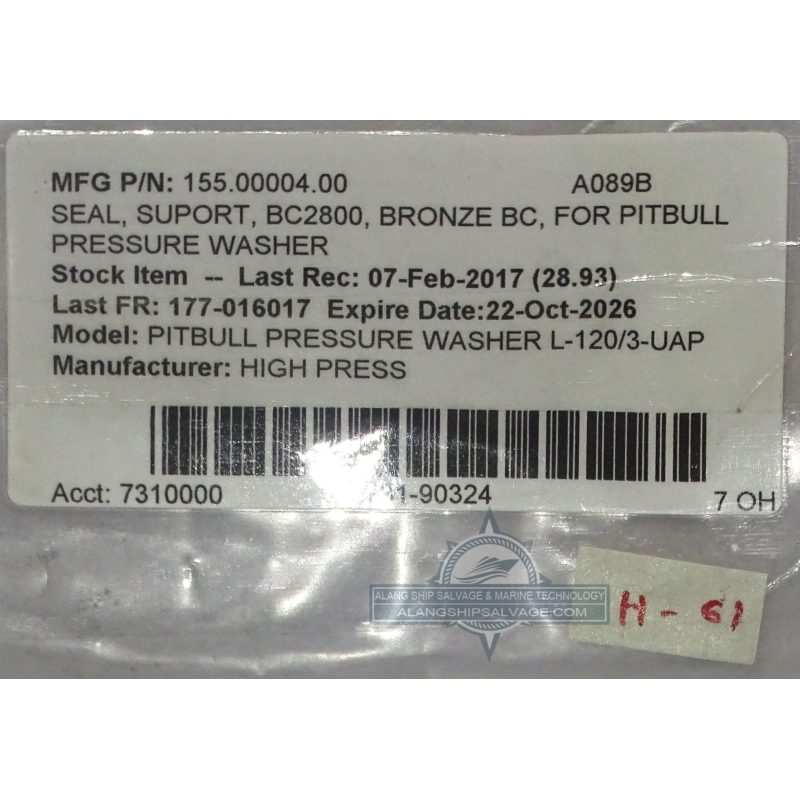 MFG P/N: 155.00004.00 A089B
SEAL, SUPORT, BC2800, BRONZE BC, FOR PITBULL
PRESSURE WASHER
Stock Item -- Last Rec: 07-Feb-2017 (28.93)
Last FR: 177-016017 Expire Date:22-Oct-2026
Model: PITBULL PRESSURE WASHER L-120/3-UAP
Manufacturer: HIGH PRESS
Acct: 7310000 1-90324 7 OH
ALANG SHIP SALVAGE & MARINE TECHNOLOGY
ALANGSHIPSALVAGE.COM
H - 61